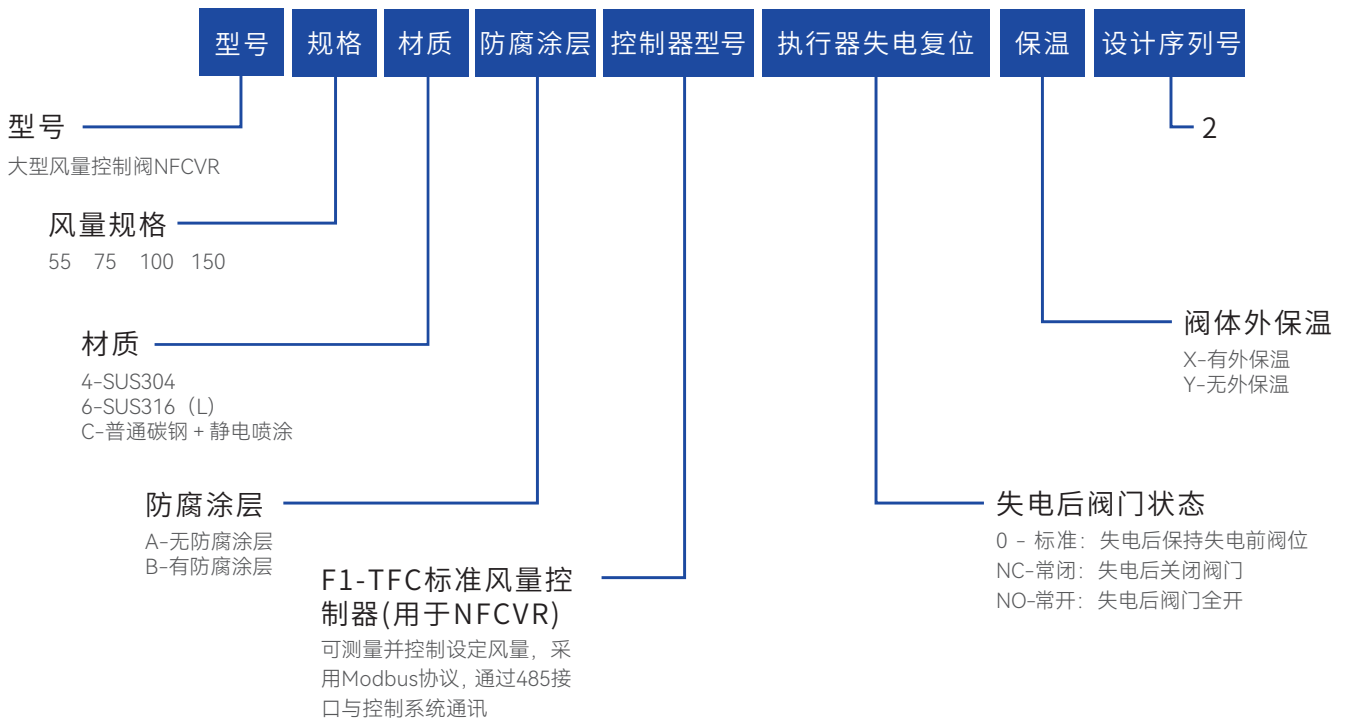 型号 规格 材质 防腐涂层 控制器型号 执行器失电复位 保温 设计序列号
型号
大型风量控制阀NFCVR
2
风量规格
55 75 100 150
材质
4-SUS304
6-SUS316（L)
C-普通碳钢 + 静电喷涂
阀体外保温
X-有外保温
Y-无外保温
防腐涂层
A-无防腐涂层
B-有防腐涂层
失电后阀门状态
0 - 标准：失电后保持失电前阀位
NC-常闭：失电后关闭阀门
NO-常开：失电后阀门全开
F1-TFC标准风量控
制器(用于NFCVR)
可测量并控制设定风量，采
用Modbus协议，通过485接
口与控制系统通讯